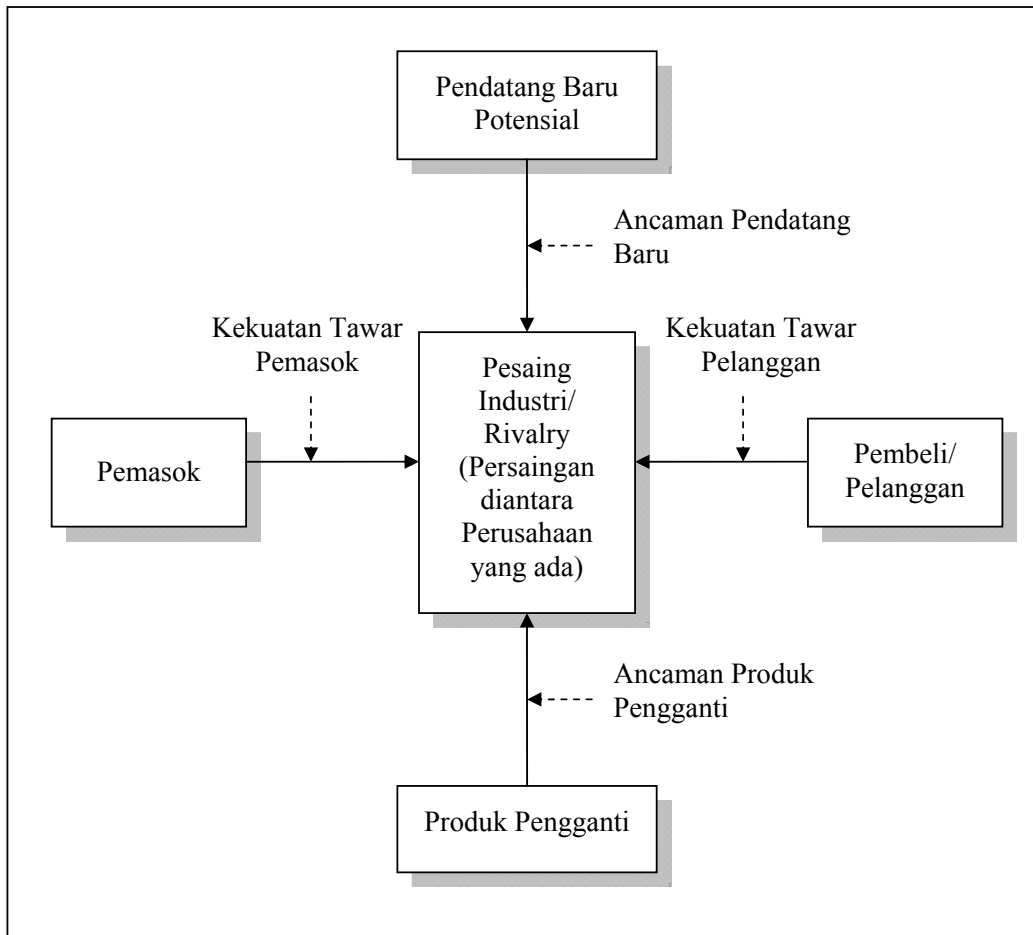 Pendatang Baru
Potensial
Ancaman Pendatang
Baru
Kekuatan Tawar
Pemasok
Kekuatan Tawar
Pelanggan
Pemasok
Pesaing
Industri/
Rivalry
(Persaingan
diantara
Perusahaan
yang ada)
Pembeli/
Pelanggan
Ancaman Produk
Pengganti
Produk Pengganti